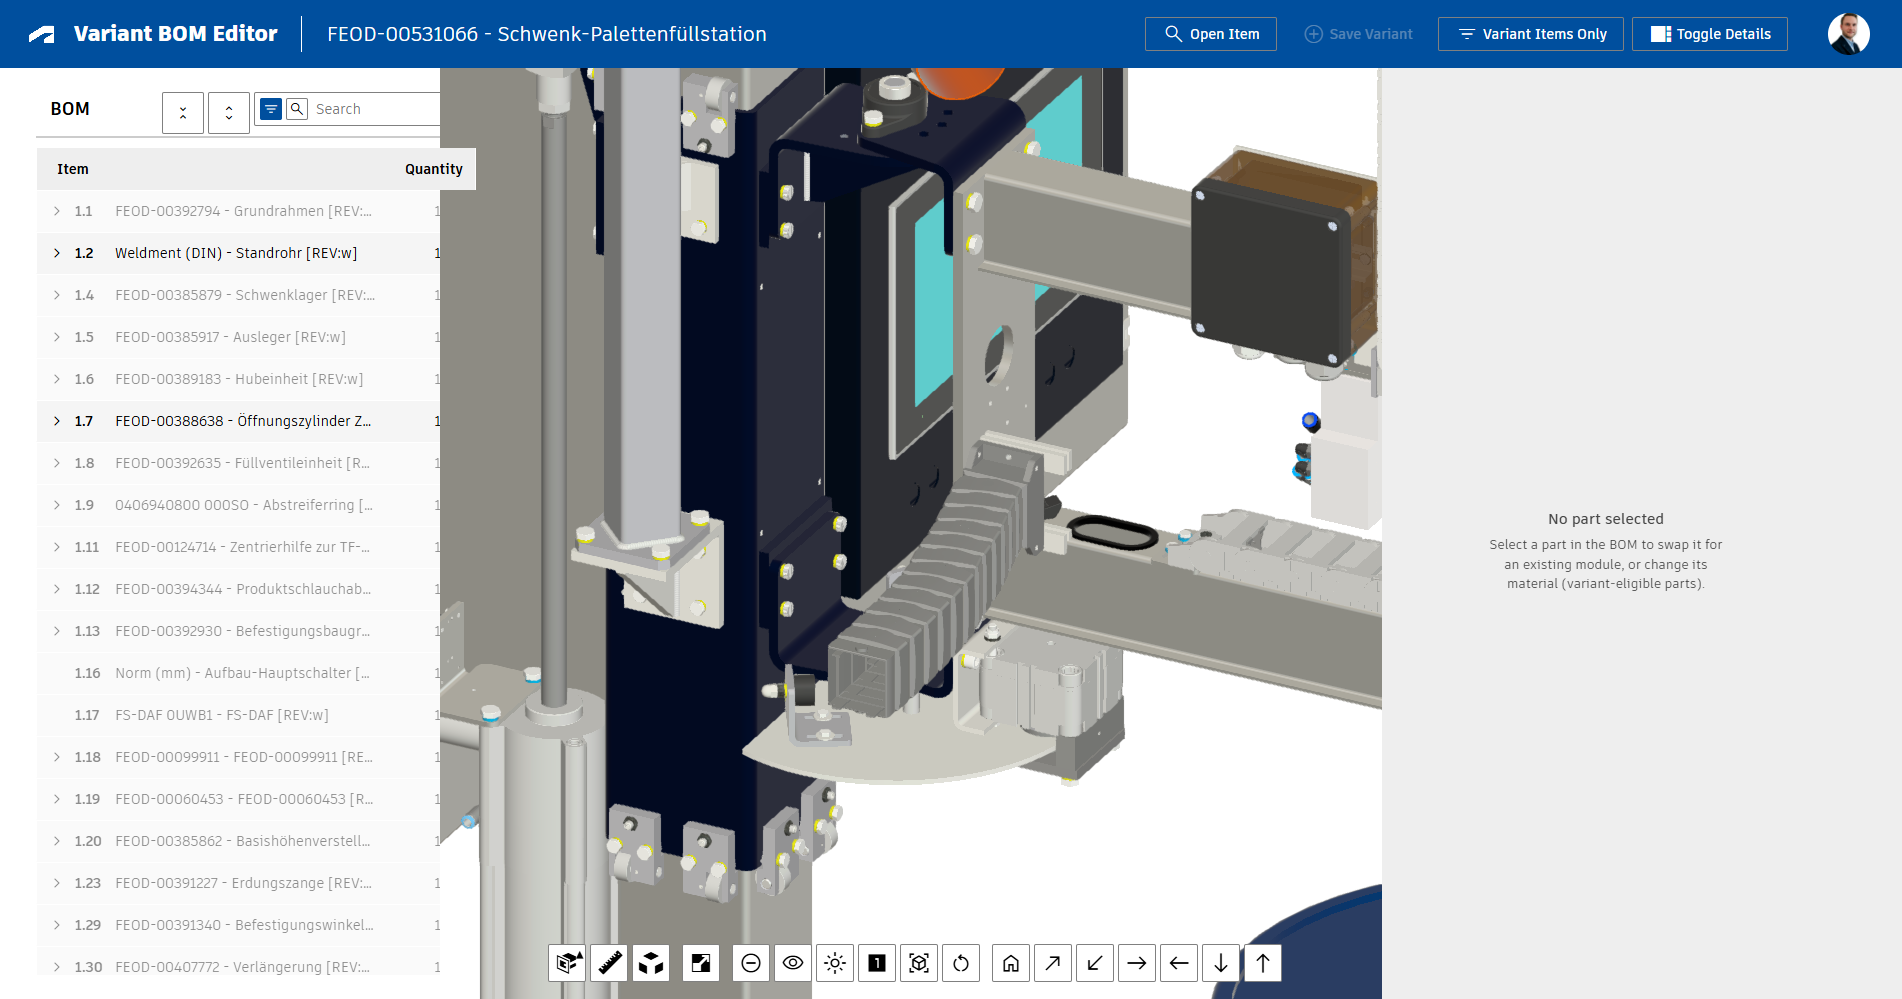 Variant BOM Editor
FEOD-00531066 - Schwenk-Palettenfüllstation
Open Item
Save Variant
Variant Items Only
Toggle Details
BOM
Search
Item Quantity
1.1 FEOD-00392794 - Grundrahmen [REV:... 1
1.2 Weldment (DIN) - Standrohr [REV:w] 1
1.4 FEOD-00385879 - Schwenklager [REV:... 1
1.5 FEOD-00385917 - Ausleger [REV:w] 1
1.6 FEOD-00389183 - Hubeinheit [REV:w] 1
1.7 FEOD-00388638 - Öffnungszylinder Z... 1
1.8 FEOD-00392635 - Füllventileinheit [R... 1
1.9 0406940800 000SO - Abstreiferring [... 1
1.11 FEOD-00124714 - Zentrierhilfe zur TF-... 1
1.12 FEOD-00394344 - Produktschlauchab... 1
1.13 FEOD-00392930 - Befestigungsbaugr... 1
1.16 Norm (mm) - Aufbau-Hauptschalter [... 1
1.17 FS-DAF 0UWB1 - FS-DAF [REV:w] 1
1.18 FEOD-00099911 - FEOD-00099911 [RE... 1
1.19 FEOD-00060453 - FEOD-00060453 [R... 1
1.20 FEOD-00385862 - Basishöhenverstell... 1
1.23 FEOD-00391227 - Erdungszange [REV:... 1
1.29 FEOD-00391340 - Befestigungswinkel... 1
1.30 FEOD-00407772 - Verlängerung [REV:... 1
No part selected
Select a part in the BOM to swap it for
an existing module, or change its
material (variant-eligible parts).
1